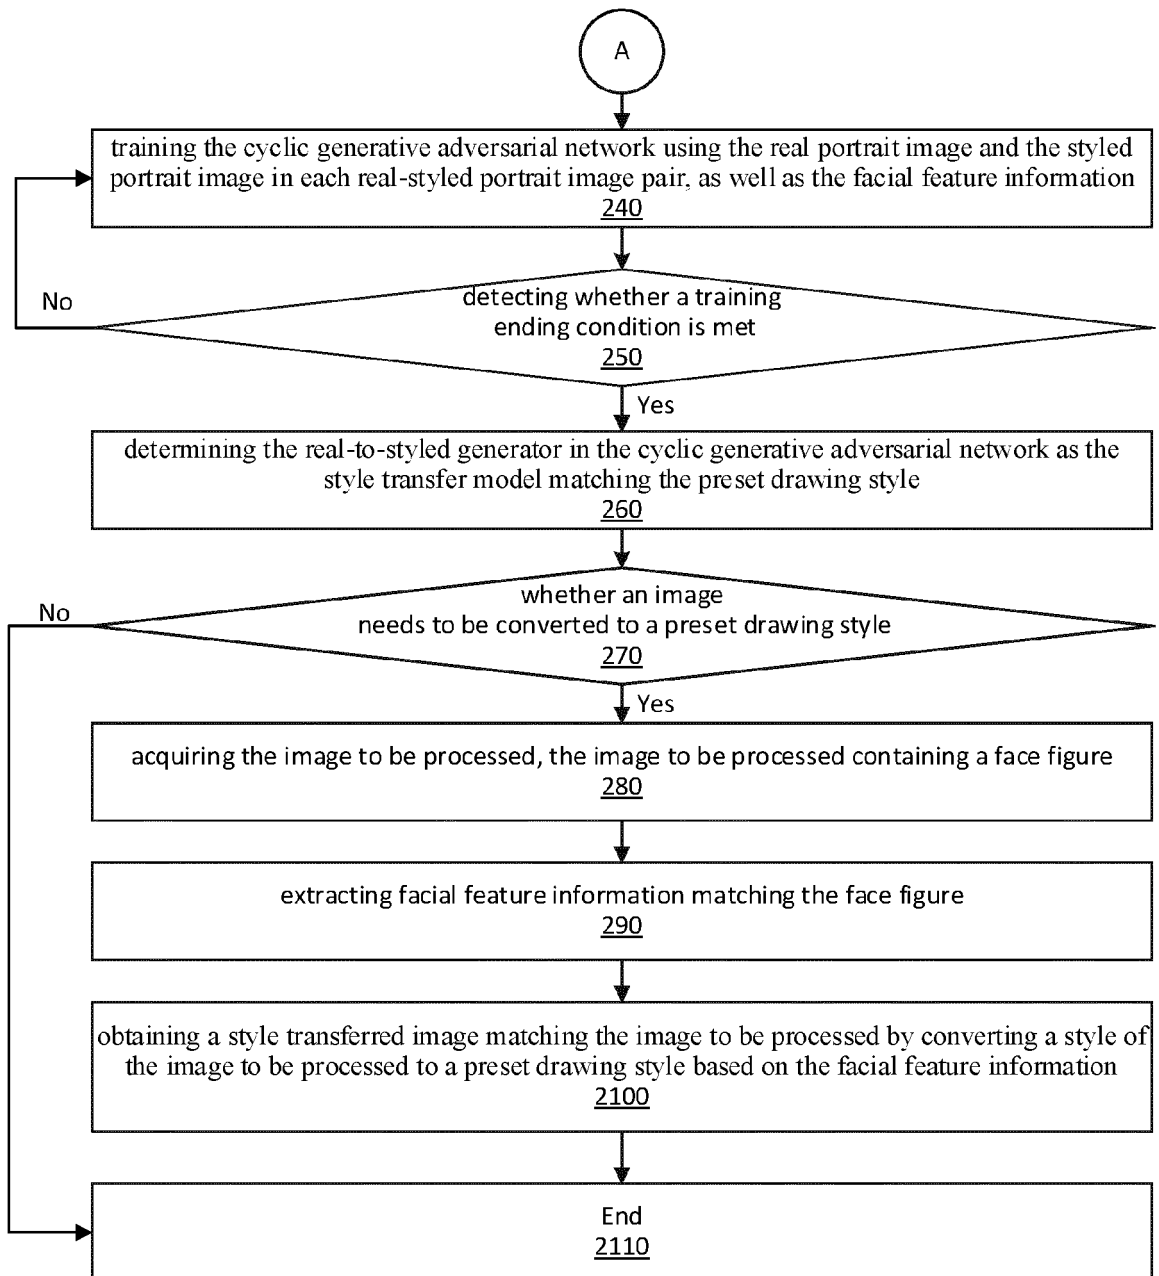 A
training the cyclic generative adversarial network using the real portrait image and the styled
portrait image in each real-styled portrait image pair, as well as the facial feature information
240
detecting whether a training
ending condition is met
250
No
Yes
determining the real-to-styled generator in the cyclic generative adversarial network as the
style transfer model matching the preset drawing style
260
whether an image
needs to be converted to a preset drawing style
270
No
Yes
acquiring the image to be processed, the image to be processed containing a face figure
280
extracting facial feature information matching the face figure
290
obtaining a style transferred image matching the image to be processed by converting a style of
the image to be processed to a preset drawing style based on the facial feature information
2100
End
2110